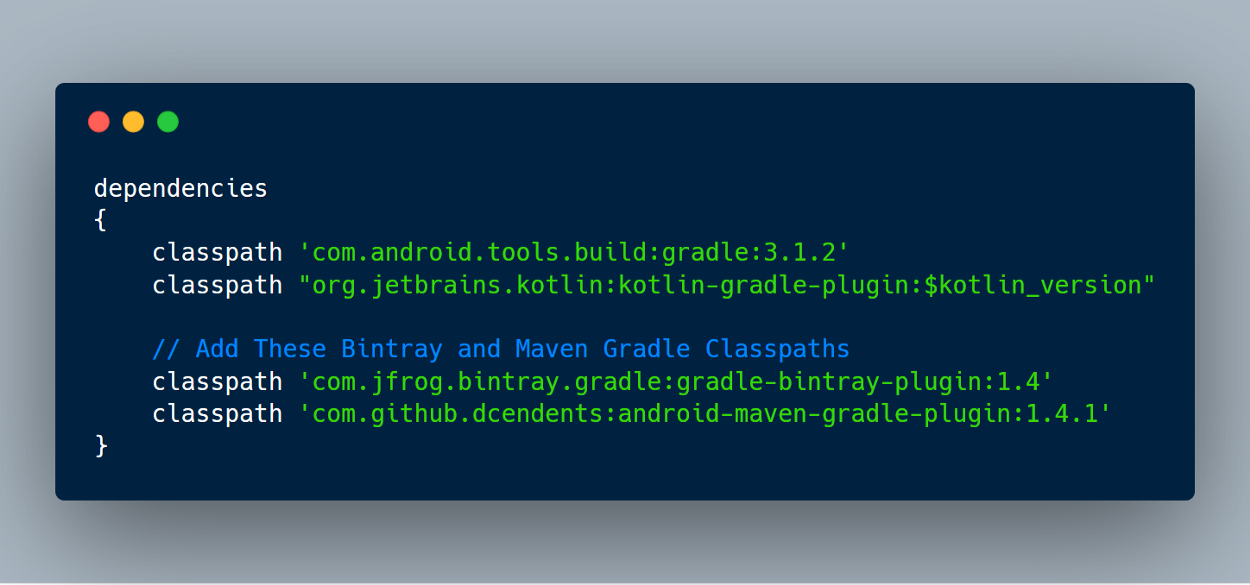 dependencies
{
    classpath 'com.android.tools.build:gradle:3.1.2'
    classpath "org.jetbrains.kotlin:kotlin-gradle-plugin:$kotlin_version"

    // Add These Bintray and Maven Gradle Classpaths
    classpath 'com.jfrog.bintray.gradle:gradle-bintray-plugin:1.4'
    classpath 'com.github.dcendents:android-maven-gradle-plugin:1.4.1'
}